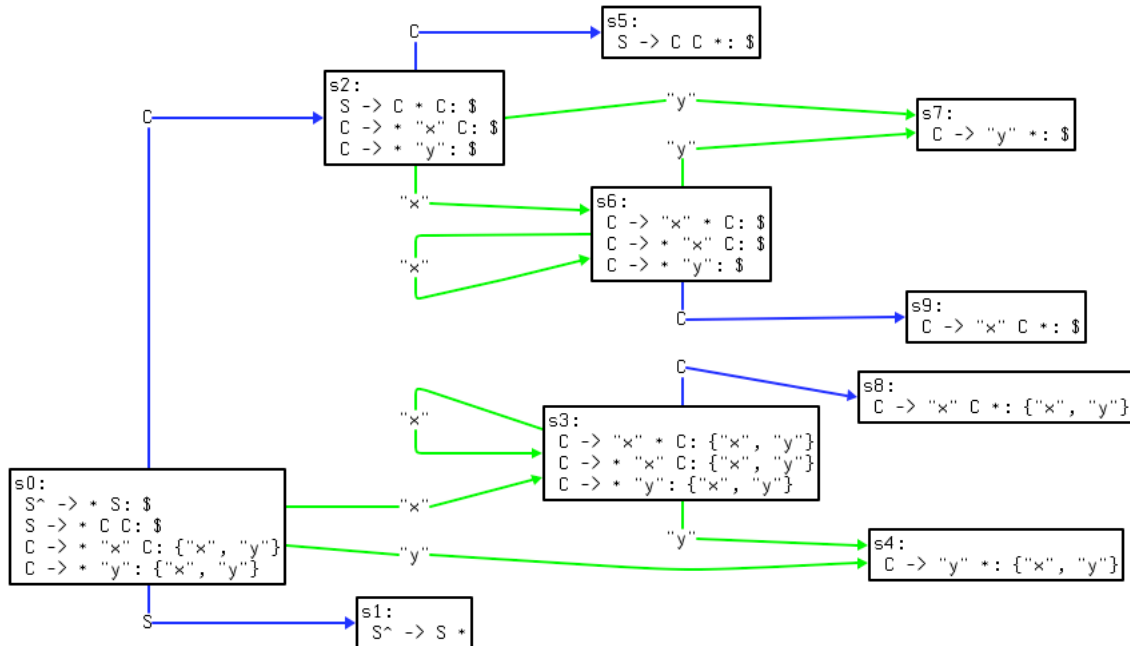 s5:
S -> C C *: $
C
s2:
S -> C * C: $
C -> * "x" C: $
C -> * "y": $
"y"
s7:
C -> "y" *: $
C
"y"
"x"
s6:
C -> "x" * C: $
C -> * "x" C: $
C -> * "y": $
"x"
s9:
C -> "x" C *: $
C
C
s8:
C -> "x" C *: {"x", "y"}
"x"
s3:
C -> "x" * C: {"x", "y"}
C -> * "x" C: {"x", "y"}
C -> * "y": {"x", "y"}
s0:
S^ -> * S: $
S -> * C C: $
C -> * "x" C: {"x", "y"}
C -> * "y": {"x", "y"}
"x"
"y"
"y"
s4:
C -> "y" *: {"x", "y"}
S
s1:
S^ -> S *